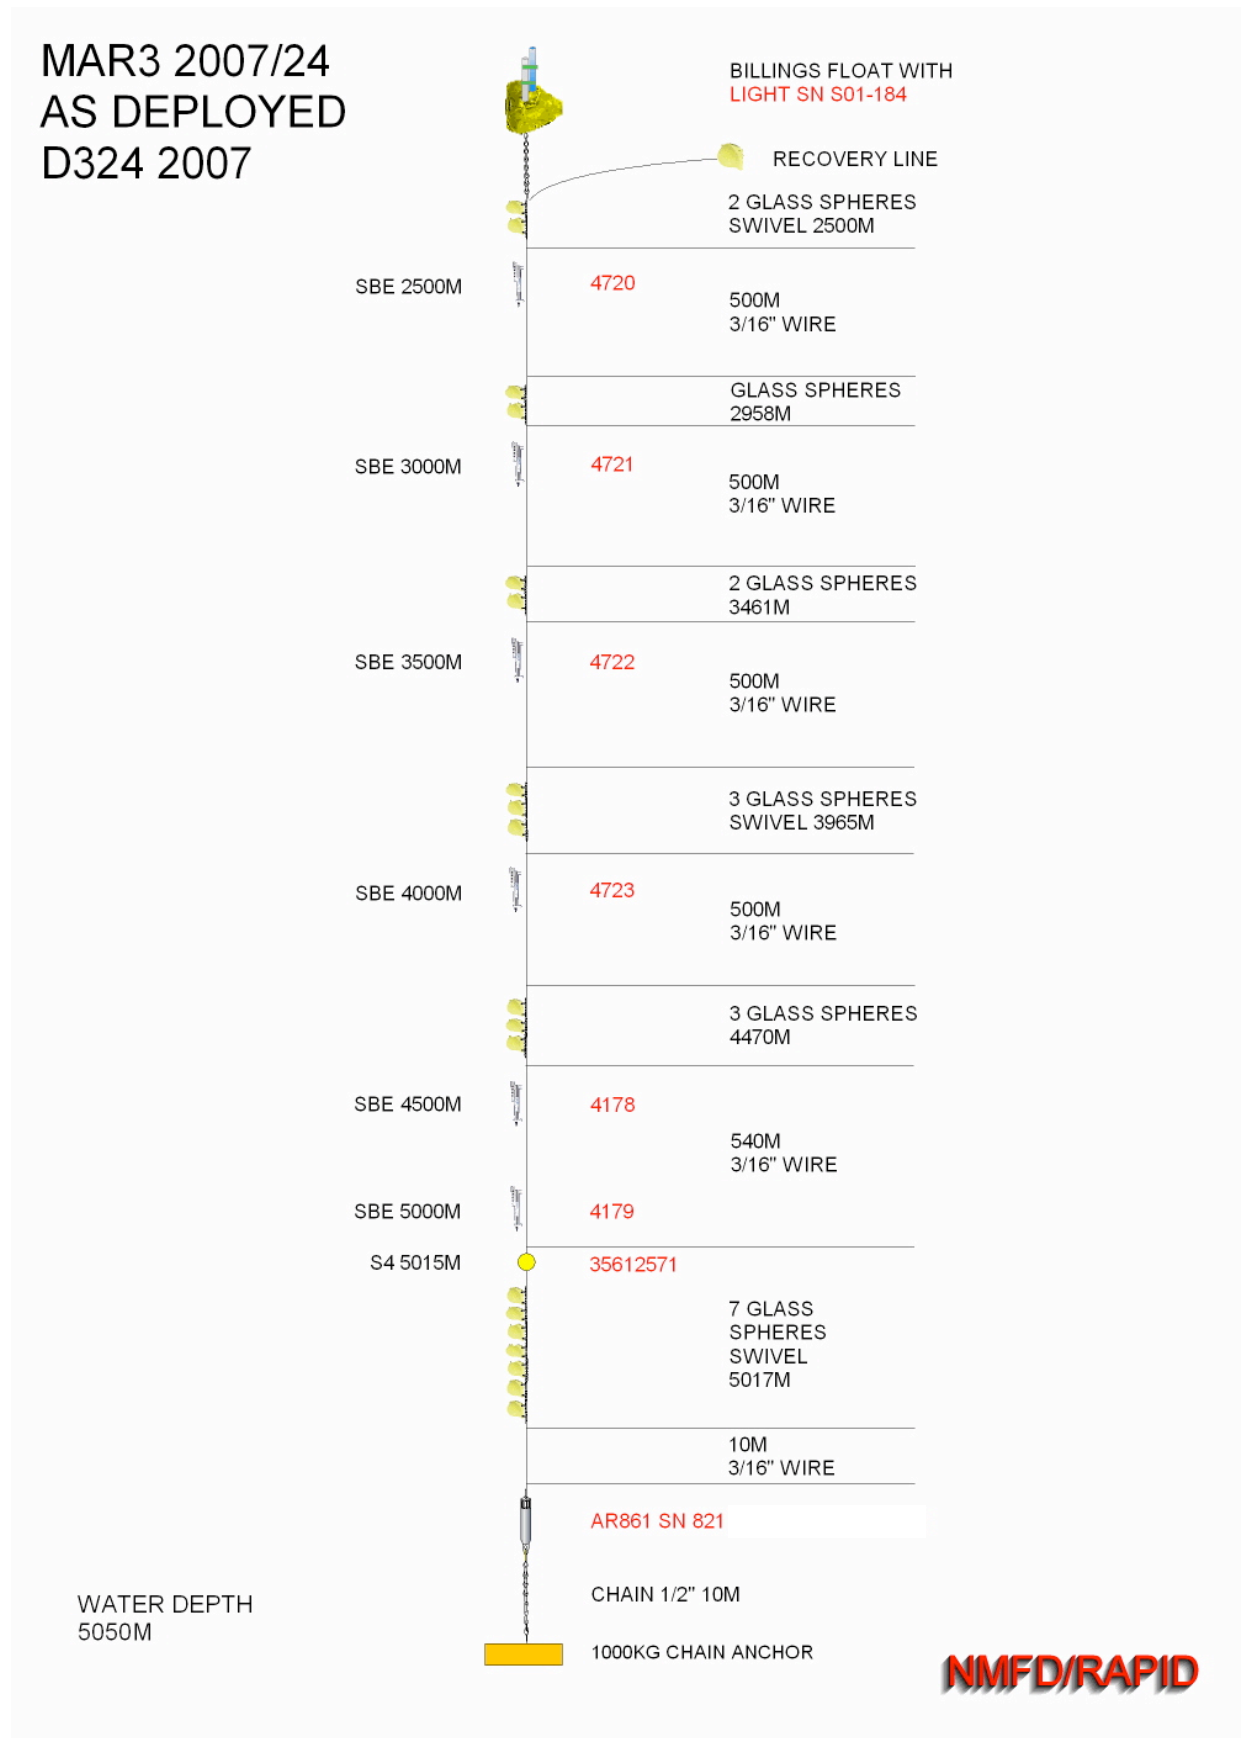 MAR3 2007/24
AS DEPLOYED
D324 2007
BILLINGS FLOAT WITH
LIGHT SN S01-184
RECOVERY LINE
2 GLASS SPHERES
SWIVEL 2500M
SBE 2500M
4720
500M
3/16" WIRE
GLASS SPHERES
2958M
SBE 3000M
4721
500M
3/16" WIRE
2 GLASS SPHERES
3461M
SBE 3500M
4722
500M
3/16" WIRE
3 GLASS SPHERES
SWIVEL 3965M
SBE 4000M
4723
500M
3/16" WIRE
3 GLASS SPHERES
4470M
SBE 4500M
4178
540M
3/16" WIRE
SBE 5000M
4179
S4 5015M
35612571
7 GLASS
SPHERES
SWIVEL
5017M
10M
3/16" WIRE
AR861 SN 821
CHAIN 1/2" 10M
WATER DEPTH
5050M
1000KG CHAIN ANCHOR
NMFD/RAPID